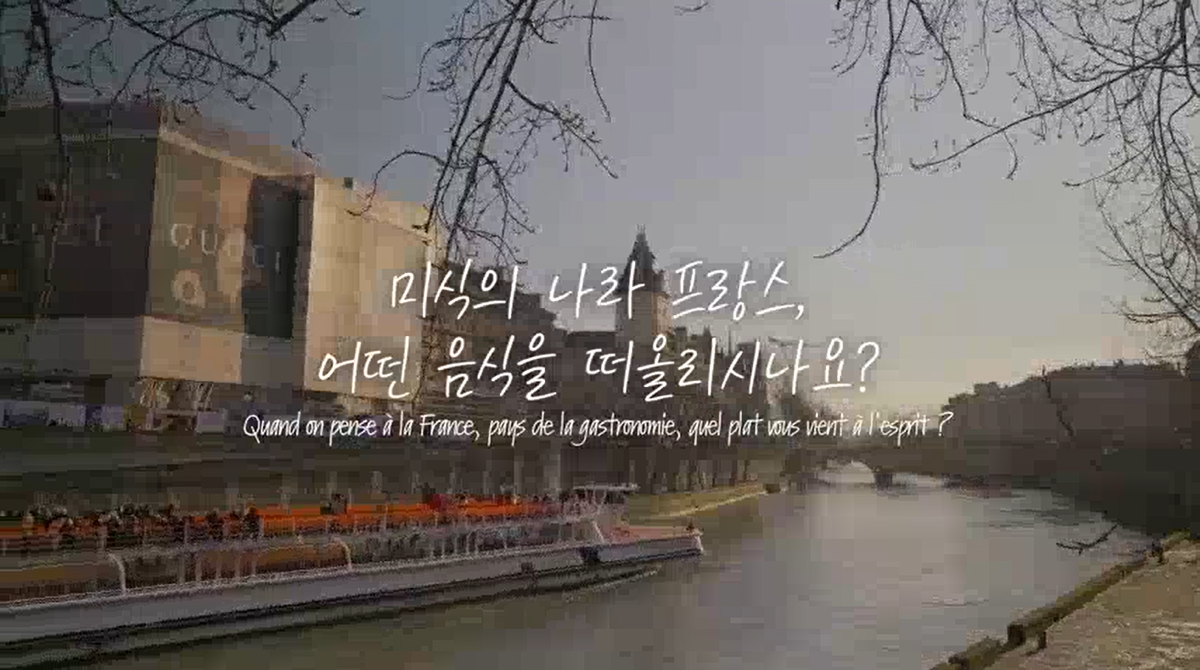 미식의 나라 프랑스,
어떤 음식을 떠올리시나요?
Quand on pense à la France, pays de la gastronomie, quel plat vous vient à l'esprit ?